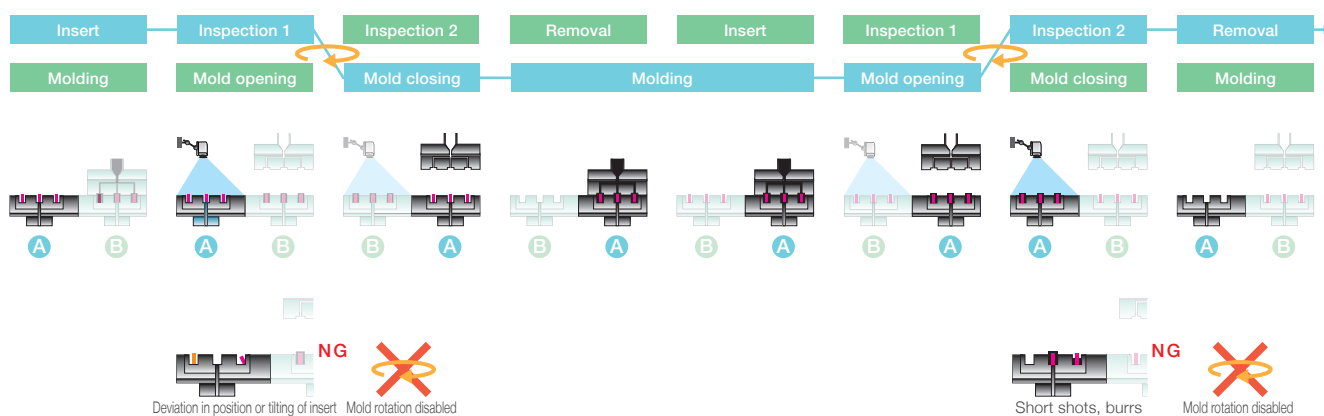 Insert Inspection 1 Inspection 2 Removal Insert Inspection 1 Inspection 2 Removal
Molding Mold opening Mold closing Molding Mold opening Mold closing Molding
A B A B B A B A B A B A A B A B
NG NG
Deviation in position or tilting of insert Mold rotation disabled Short shots, burrs Mold rotation disabled